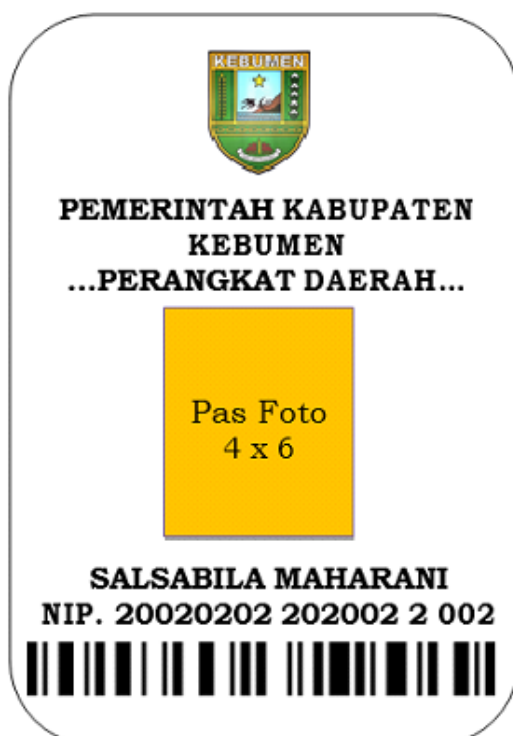 KEBUMEN
PEMERINTAH KABUPATEN
KEBUMEN
...PERANGKAT DAERAH...
Pas Foto
4 x 6
SALSABILA MAHARANI
NIP. 20020202 202002 2 002